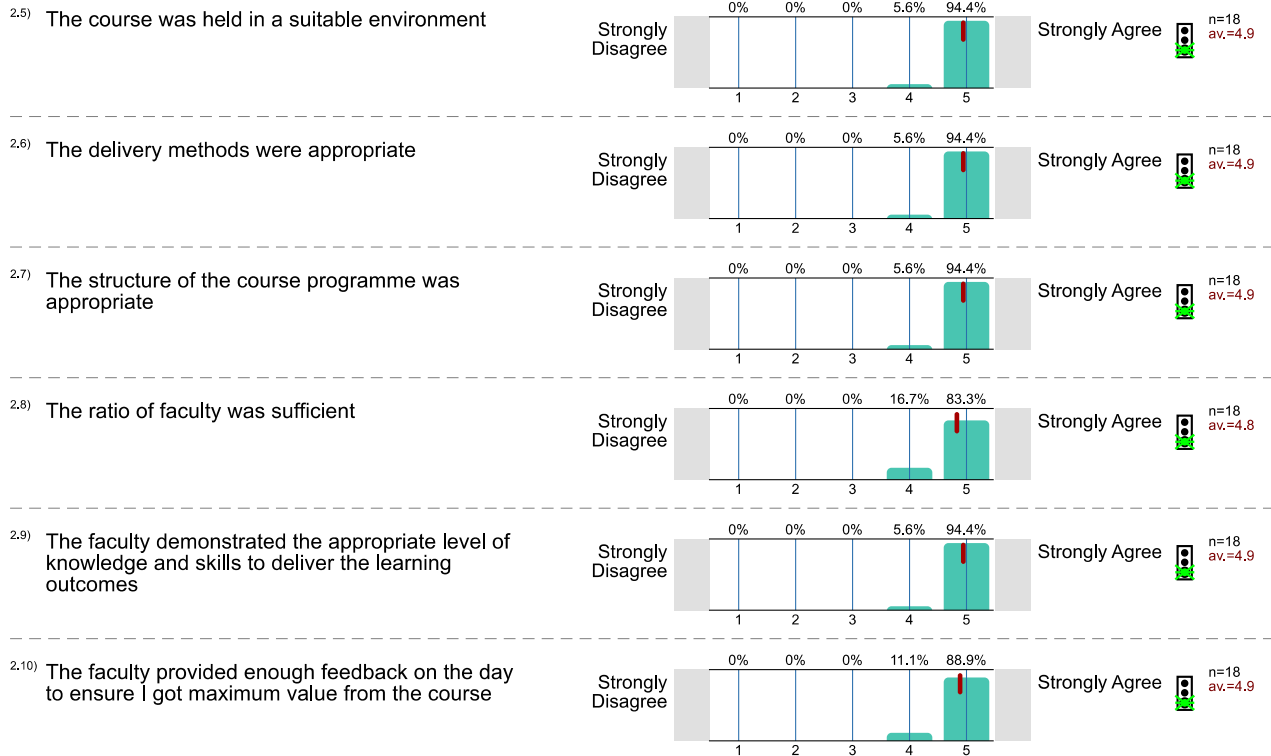 2.5) The course was held in a suitable environment
Strongly
Disagree
0% 0% 0% 5.6% 94.4%
1 2 3 4 5
Strongly Agree
n=18
av.=4.9
2.6) The delivery methods were appropriate
Strongly
Disagree
0% 0% 0% 5.6% 94.4%
1 2 3 4 5
Strongly Agree
n=18
av.=4.9
2.7) The structure of the course programme was
appropriate
Strongly
Disagree
0% 0% 0% 5.6% 94.4%
1 2 3 4 5
Strongly Agree
n=18
av.=4.9
2.8) The ratio of faculty was sufficient
Strongly
Disagree
0% 0% 0% 16.7% 83.3%
1 2 3 4 5
Strongly Agree
n=18
av.=4.8
2.9) The faculty demonstrated the appropriate level of
knowledge and skills to deliver the learning
outcomes
Strongly
Disagree
0% 0% 0% 5.6% 94.4%
1 2 3 4 5
Strongly Agree
n=18
av.=4.9
2.10) The faculty provided enough feedback on the day
to ensure I got maximum value from the course
Strongly
Disagree
0% 0% 0% 11.1% 88.9%
1 2 3 4 5
Strongly Agree
n=18
av.=4.9